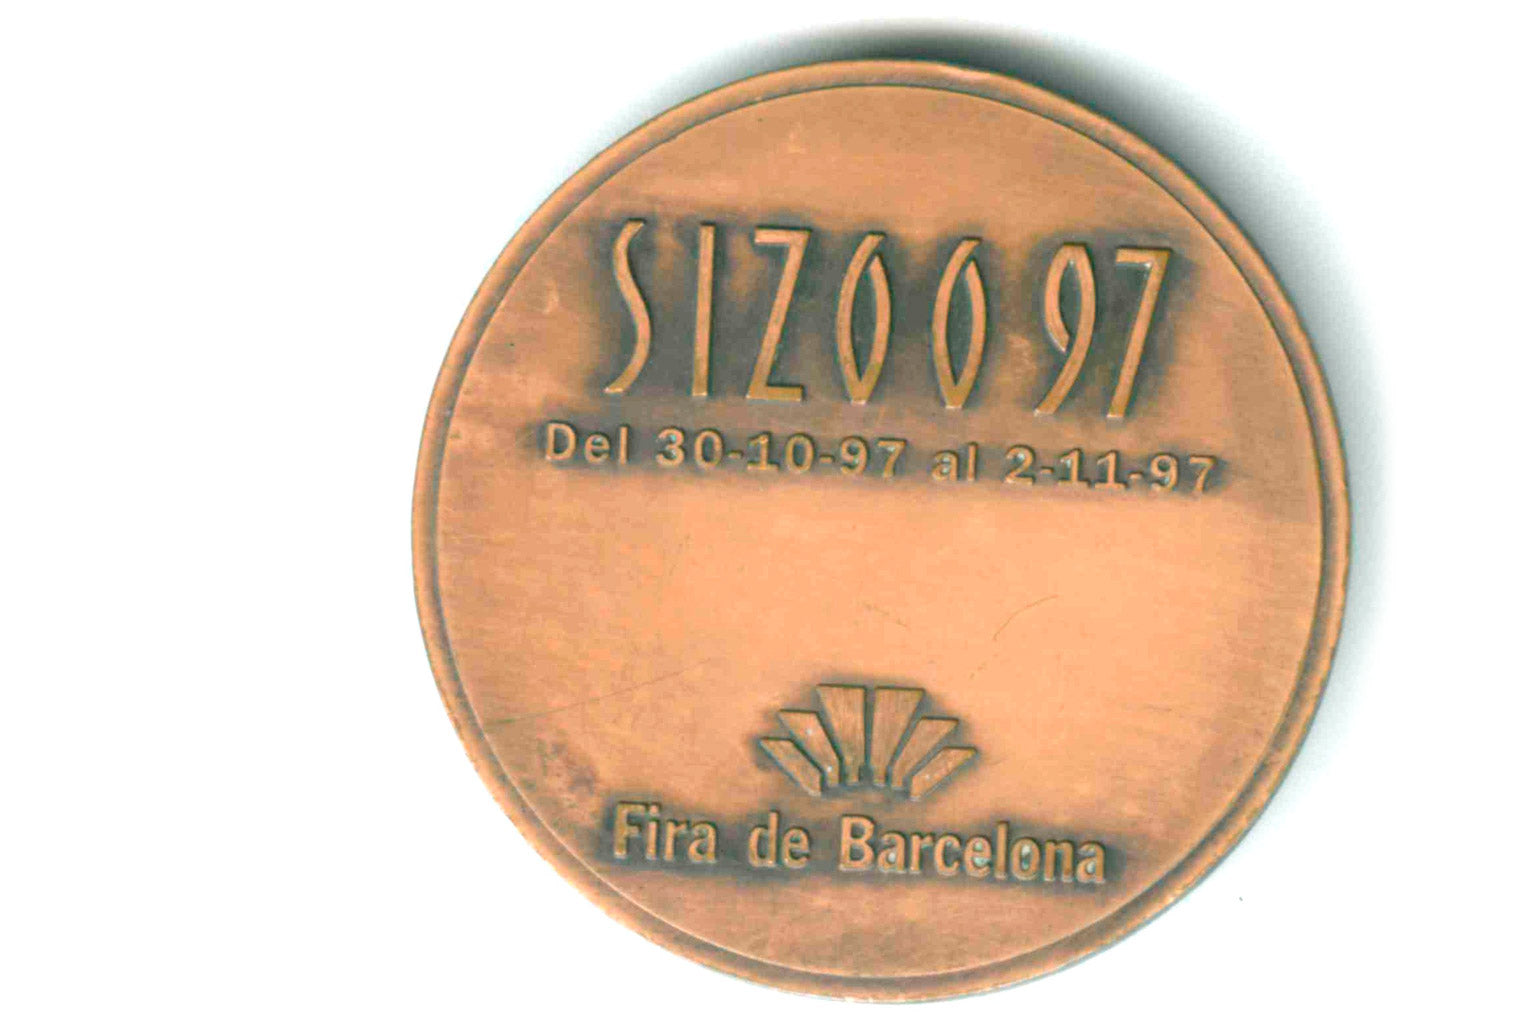 SIZOO 97
Del 30-10-97 al 2-11-97
Fira de Barcelona